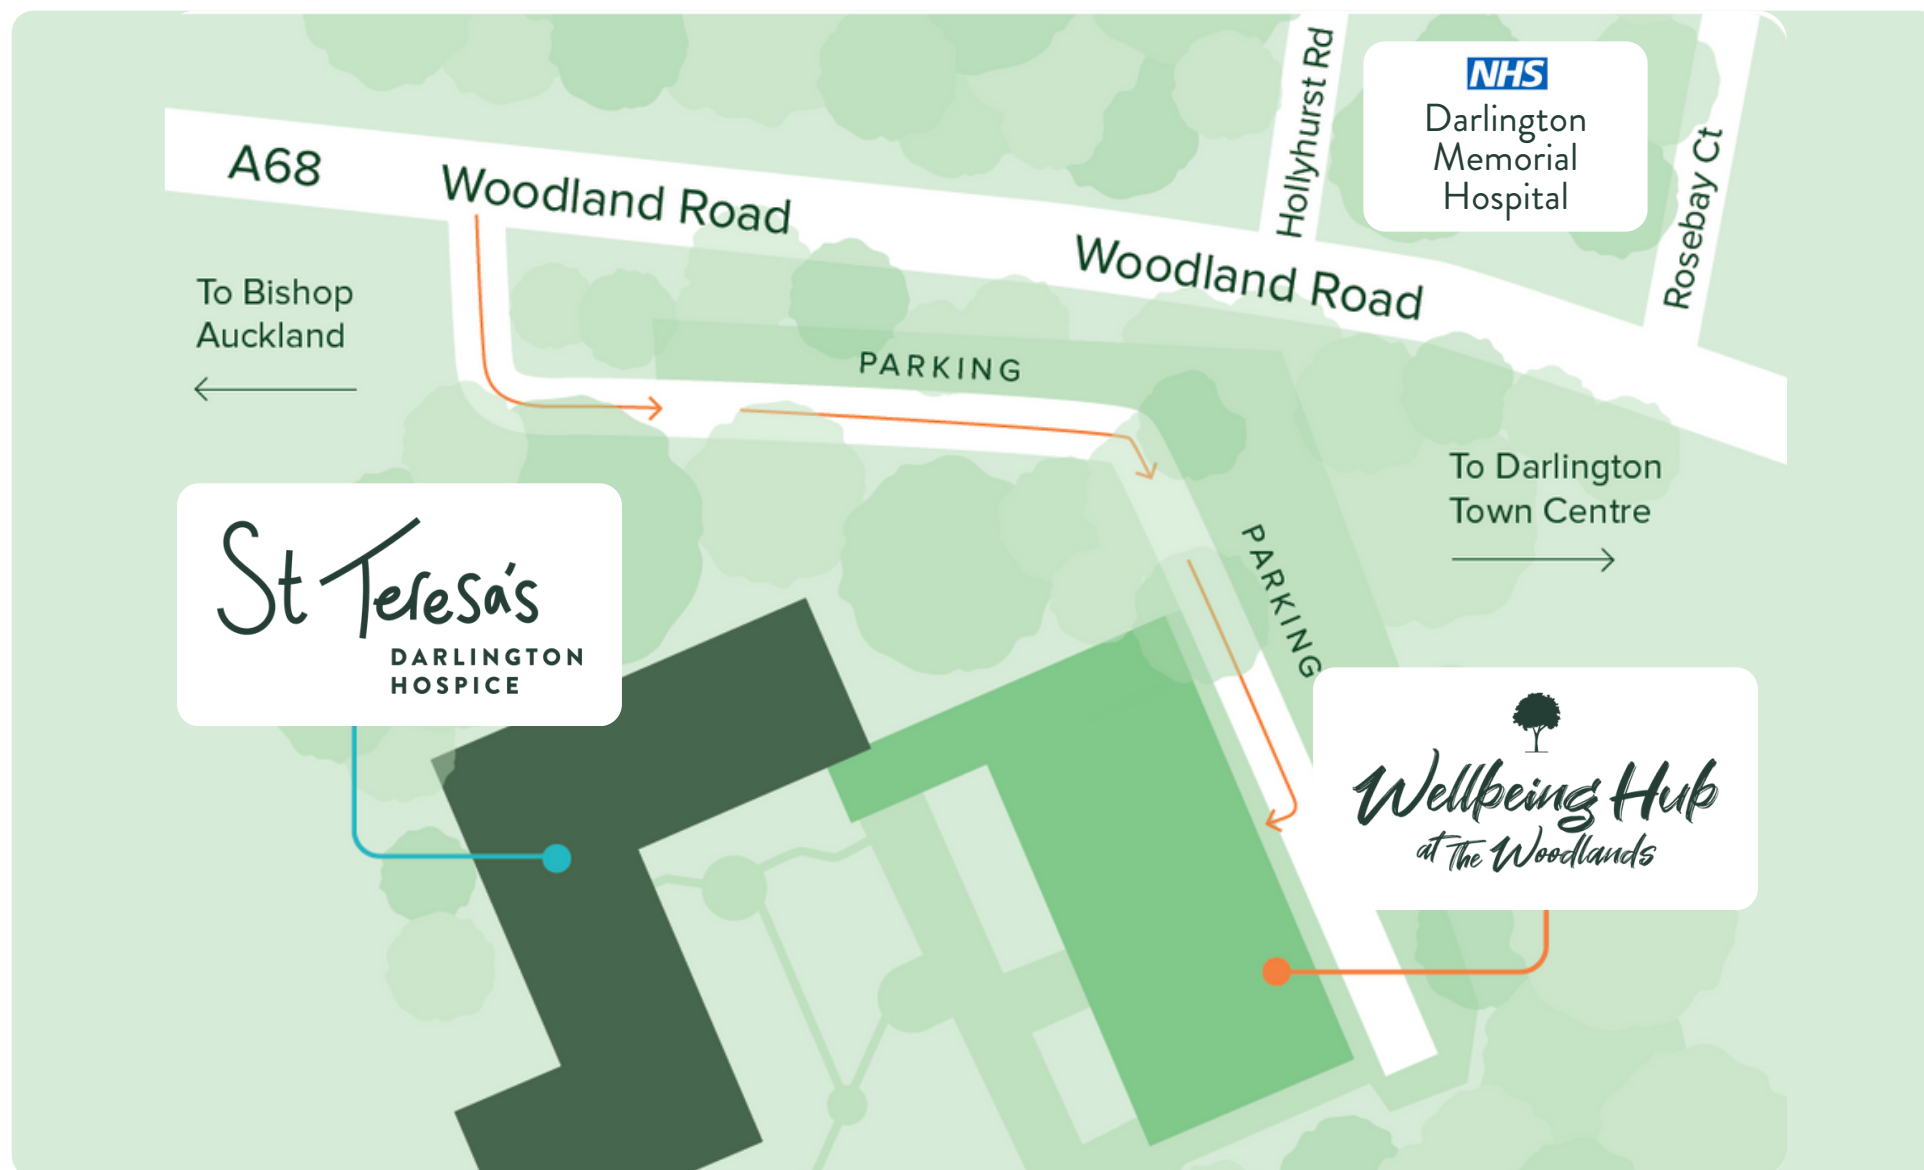 Hollyhurst Rd
NHS
Darlington
Memorial
Hospital
Rosebay Ct
A68
Woodland Road
Woodland Road
To Bishop
Auckland
PARKING
To Darlington
Town Centre
PARKING
St Teresa's
DARLINGTON
HOSPICE
Wellbeing Hub
at The Woodlands